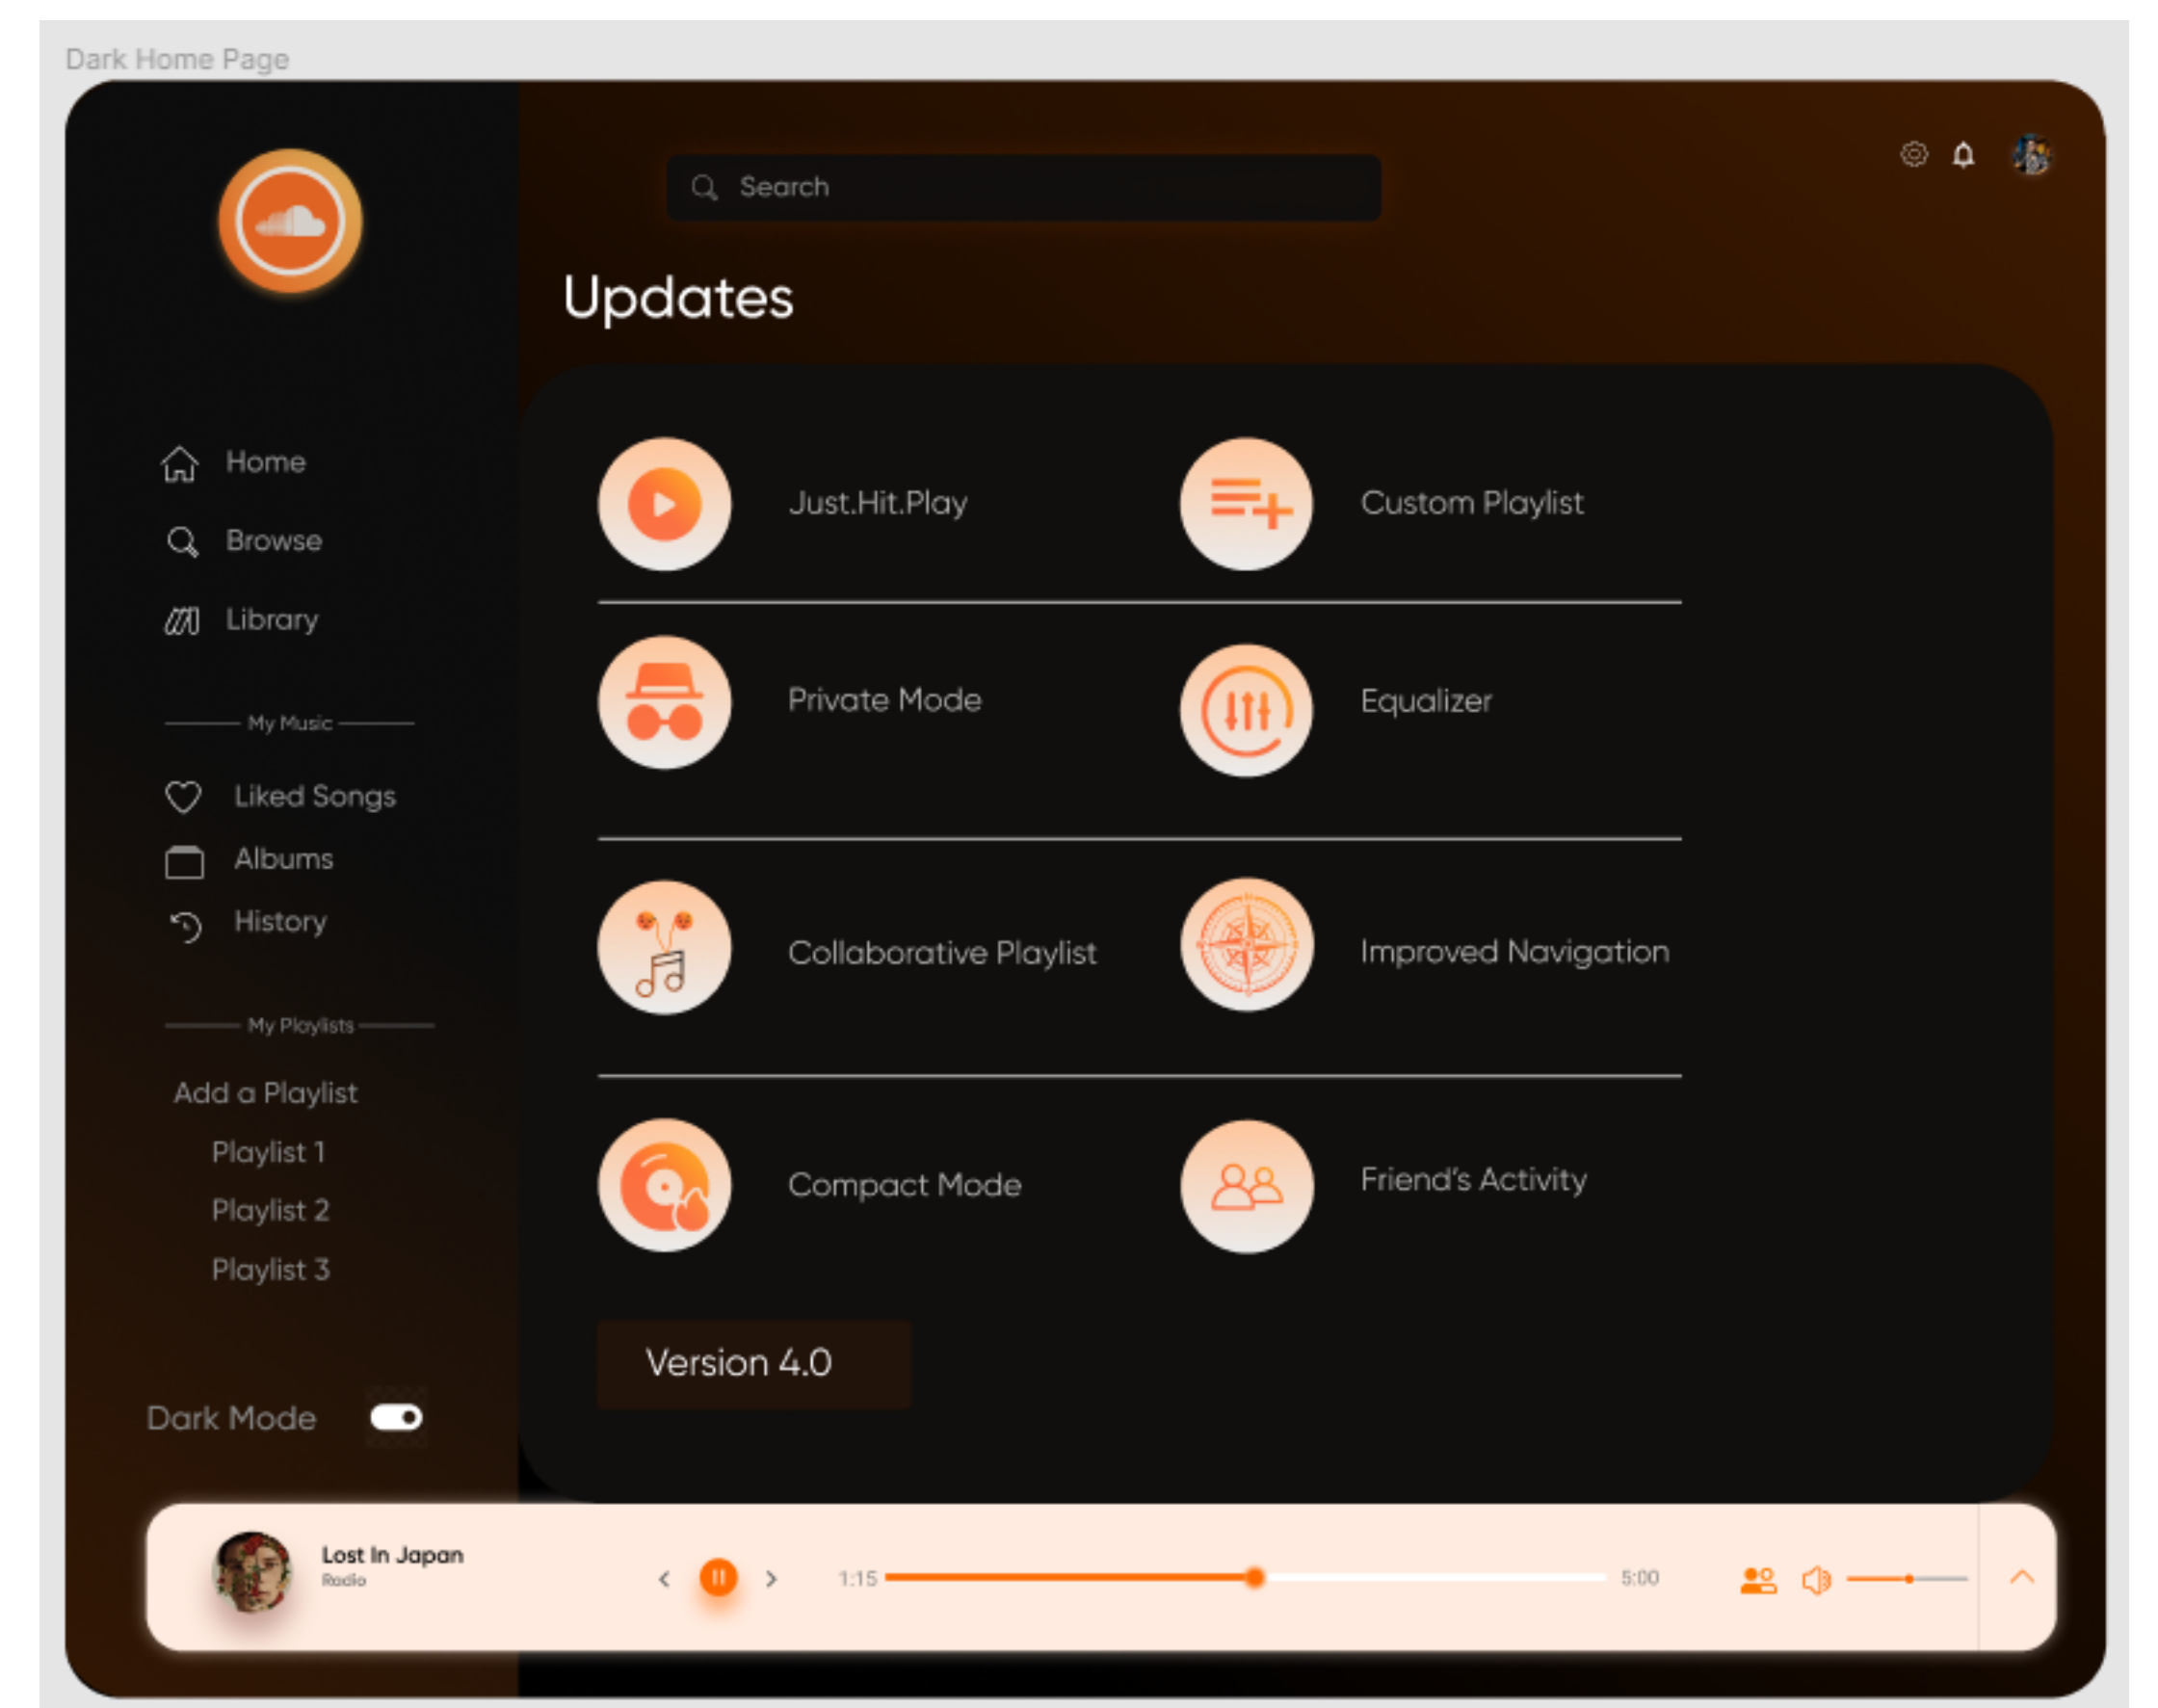 Dark Home Page
Search
Updates
Home
Browse
Library
My Music
Liked Songs
Albums
History
My Playlists
Add a Playlist
Playlist 1
Playlist 2
Playlist 3
Dark Mode
Just.Hit.Play
Custom Playlist
Private Mode
Equalizer
Collaborative Playlist
Improved Navigation
Compact Mode
Friend's Activity
Version 4.0
Lost In Japan
Radio
1:15
5:00